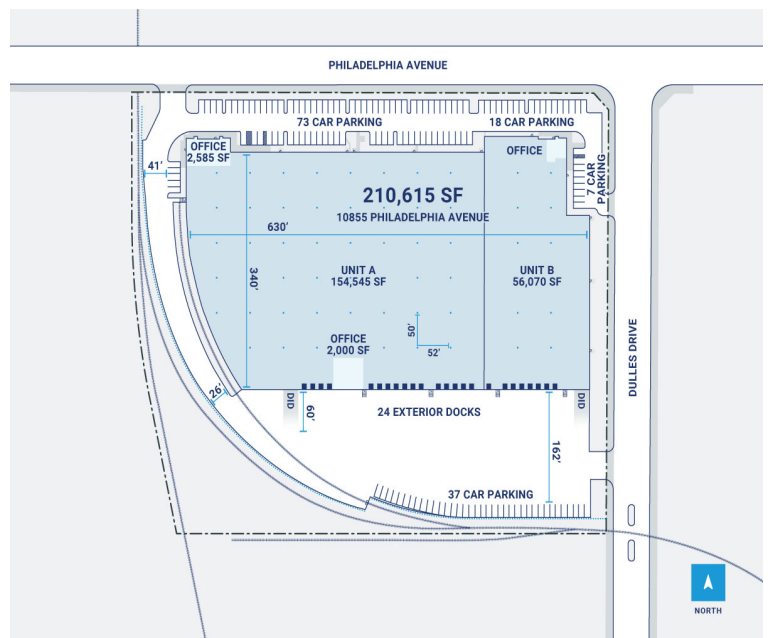 PHILADELPHIA AVENUE
73 CAR PARKING
18 CAR PARKING
OFFICE
2,585 SF
OFFICE
41'
7 CAR
PARKING
210,615 SF
10855 PHILADELPHIA AVENUE
630'
340'
UNIT A
154,545 SF
UNIT B
56,070 SF
50'
52'
OFFICE
2,000 SF
DULLES DRIVE
26'
DID
60'
24 EXTERIOR DOCKS
DID
162'
37 CAR PARKING
NORTH